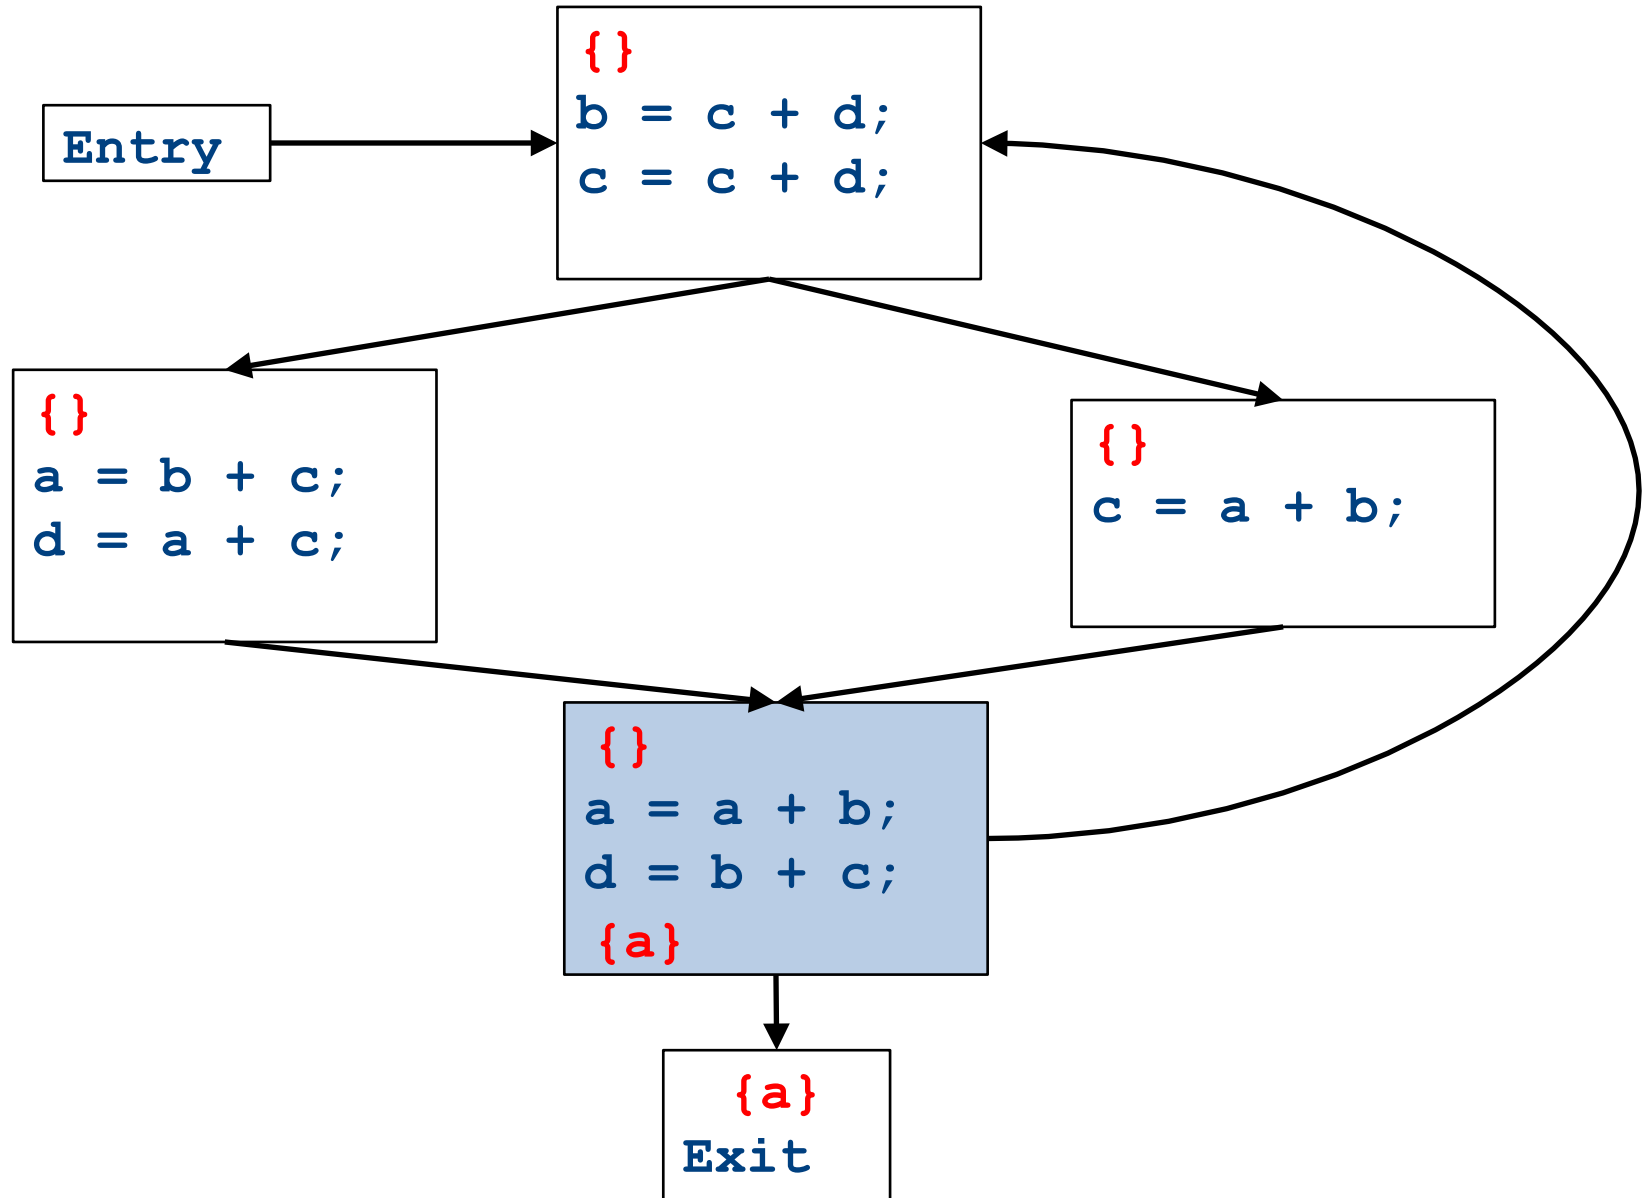 {}
b = c + d;
c = c + d;
Entry
{}
a = b + c;
d = a + c;
{}
c = a + b;
{}
a = a + b;
d = b + c;
{a}
{a}
Exit